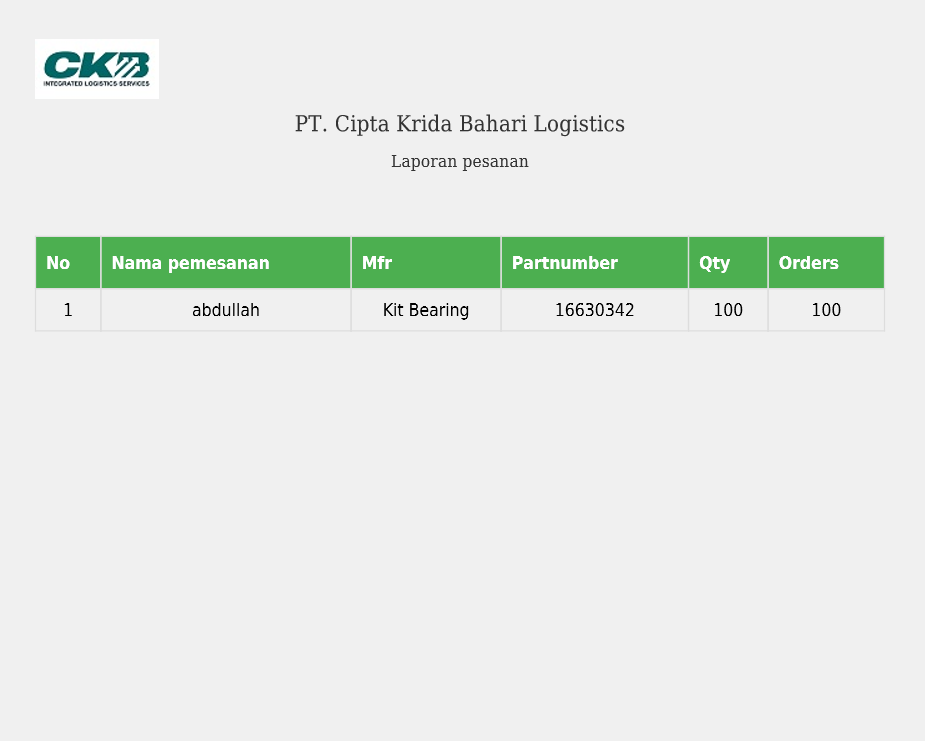 CKB
INTEGRATED LOGISTICS SERVICES
PT. Cipta Krida Bahari Logistics
Laporan pesanan
No Nama pemesanan Mfr Partnumber Qty Orders
1 abdullah Kit Bearing 16630342 100 100